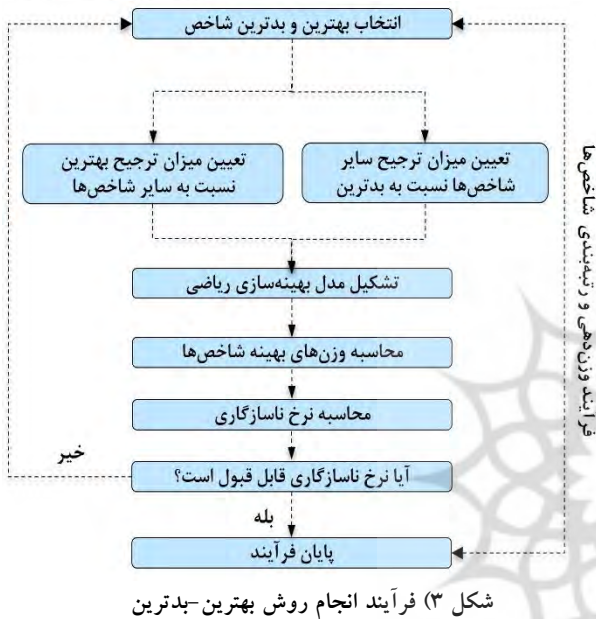 انتخاب بهترین و بدترین شاخص
تعیین میزان ترجیح سایر
شاخص‌ها نسبت به بدترین
تعیین میزان ترجیح بهترین
نسبت به سایر شاخص‌ها
تشکیل مدل بهینه‌سازی ریاضی
محاسبه وزن‌های بهینه شاخص‌ها
محاسبه نرخ ناسازگاری
آیا نرخ ناسازگاری قابل قبول است؟
خیر
بله
پایان فرآیند
فرآیند وزن‌دهی و رتبه‌بندی شاخص‌ها
شکل ۳) فرآیند انجام روش بهترین-بدترین